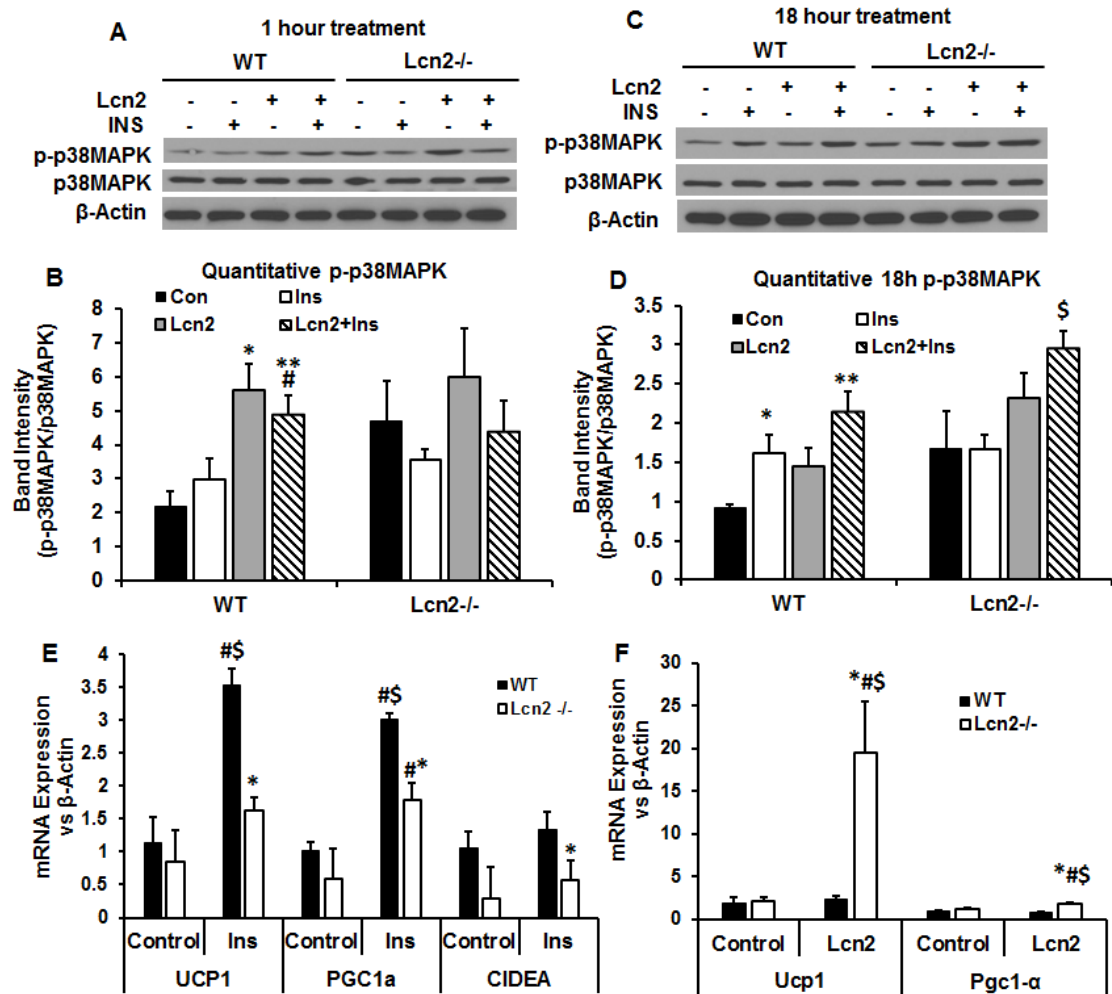 A
1 hour treatment
WT Lcn2-/-
Lcn2 - - + + - - + +
INS - + - + - + - +
p-p38MAPK
p38MAPK
β-Actin
C
18 hour treatment
WT Lcn2-/-
Lcn2 - - + + - - + +
INS - + - + - + - +
p-p38MAPK
p38MAPK
β-Actin
B
Quantitative p-p38MAPK
Con Ins
Lcn2 Lcn2+Ins
Band Intensity
(p-p38MAPK/p38MAPK)
8
7
6
5
4
3
2
1
0
*
**
#
WT Lcn2-/-
D
Quantitative 18h p-p38MAPK
Con Ins
Lcn2 Lcn2+Ins
Band Intensity
(p-p38MAPK/p38MAPK)
3.5
3
2.5
2
1.5
1
0.5
0
*
**
$
WT Lcn2-/-
E
WT
Lcn2 -/-
mRNA Expression
vs β-Actin
4
3.5
3
2.5
2
1.5
1
0.5
0
#$
*
#$
#*
*
Control Ins Control Ins Control Ins
UCP1 PGC1a CIDEA
F
WT
Lcn2-/-
mRNA Expression
vs β-Actin
30
25
20
15
10
5
0
*#$
*#$
Control Lcn2 Control Lcn2
Ucp1 Pgc1-α